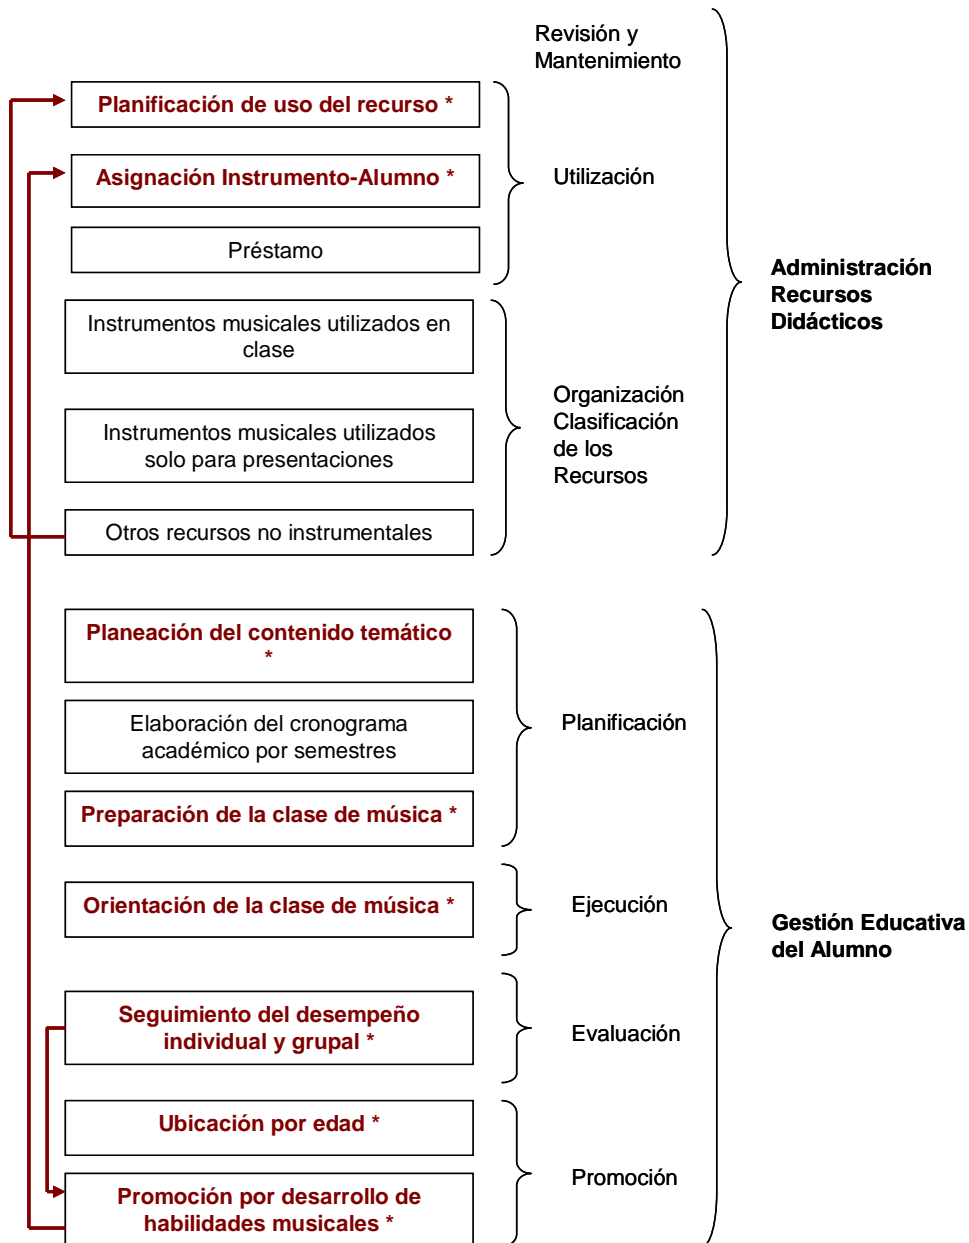 Revisión y
Mantenimiento
Planificación de uso del recurso *
Asignación Instrumento-Alumno *
Préstamo
Utilización
Instrumentos musicales utilizados en
clase
Instrumentos musicales utilizados
solo para presentaciones
Otros recursos no instrumentales
Organización
Clasificación
de los
Recursos
Administración
Recursos
Didácticos
Planeación del contenido temático
*
Elaboración del cronograma
académico por semestres
Preparación de la clase de música *
Planificación
Orientación de la clase de música *
Ejecución
Seguimiento del desempeño
individual y grupal *
Evaluación
Ubicación por edad *
Promoción por desarrollo de
habilidades musicales *
Promoción
Gestión Educativa
del Alumno